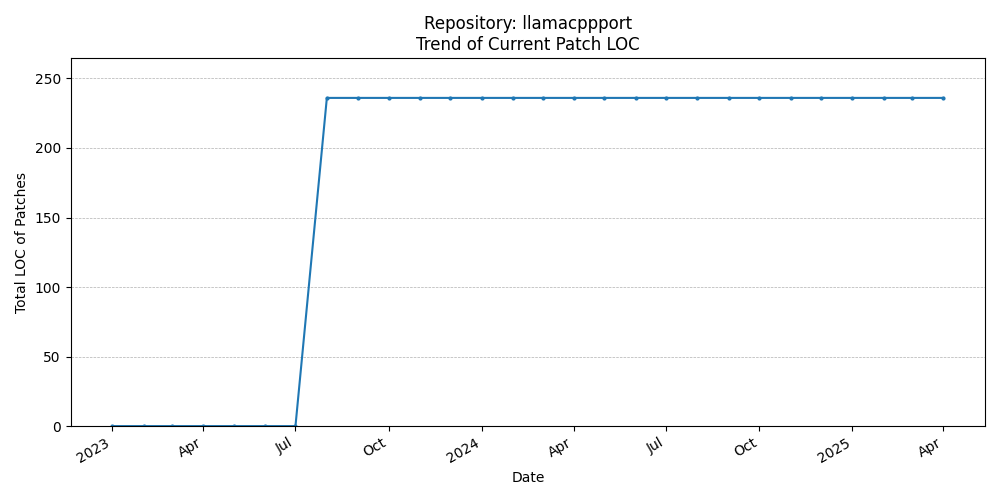 Repository: llamacppport
Trend of Current Patch LOC
Total LOC of Patches
250
200
150
100
50
0
2023
Apr
Jul
Oct
2024
Apr
Jul
Oct
2025
Apr
Date